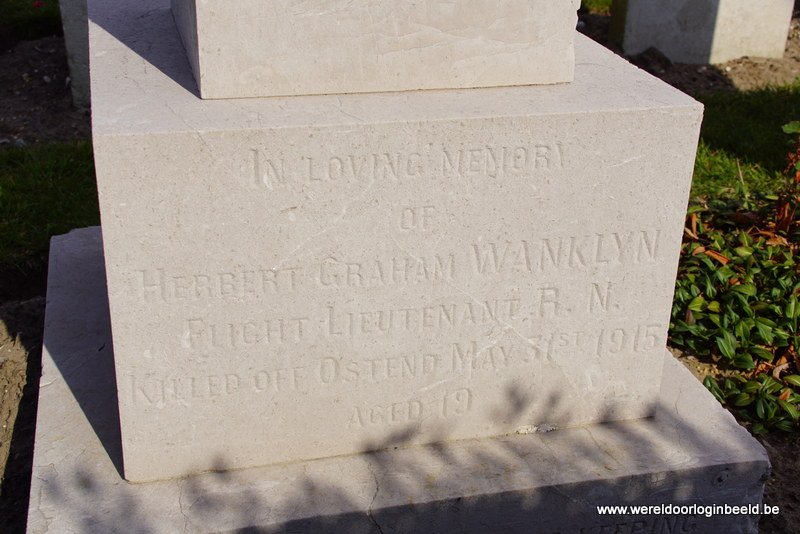 IN LOVING MEMORY
OF
HERBERT GRAHAM WANKLYN
FLIGHT LIEUTENANT R. N.
KILLED OFF OSTEND MAY 31ST 1915
AGED 19
www.wereldoorloginbeeld.be